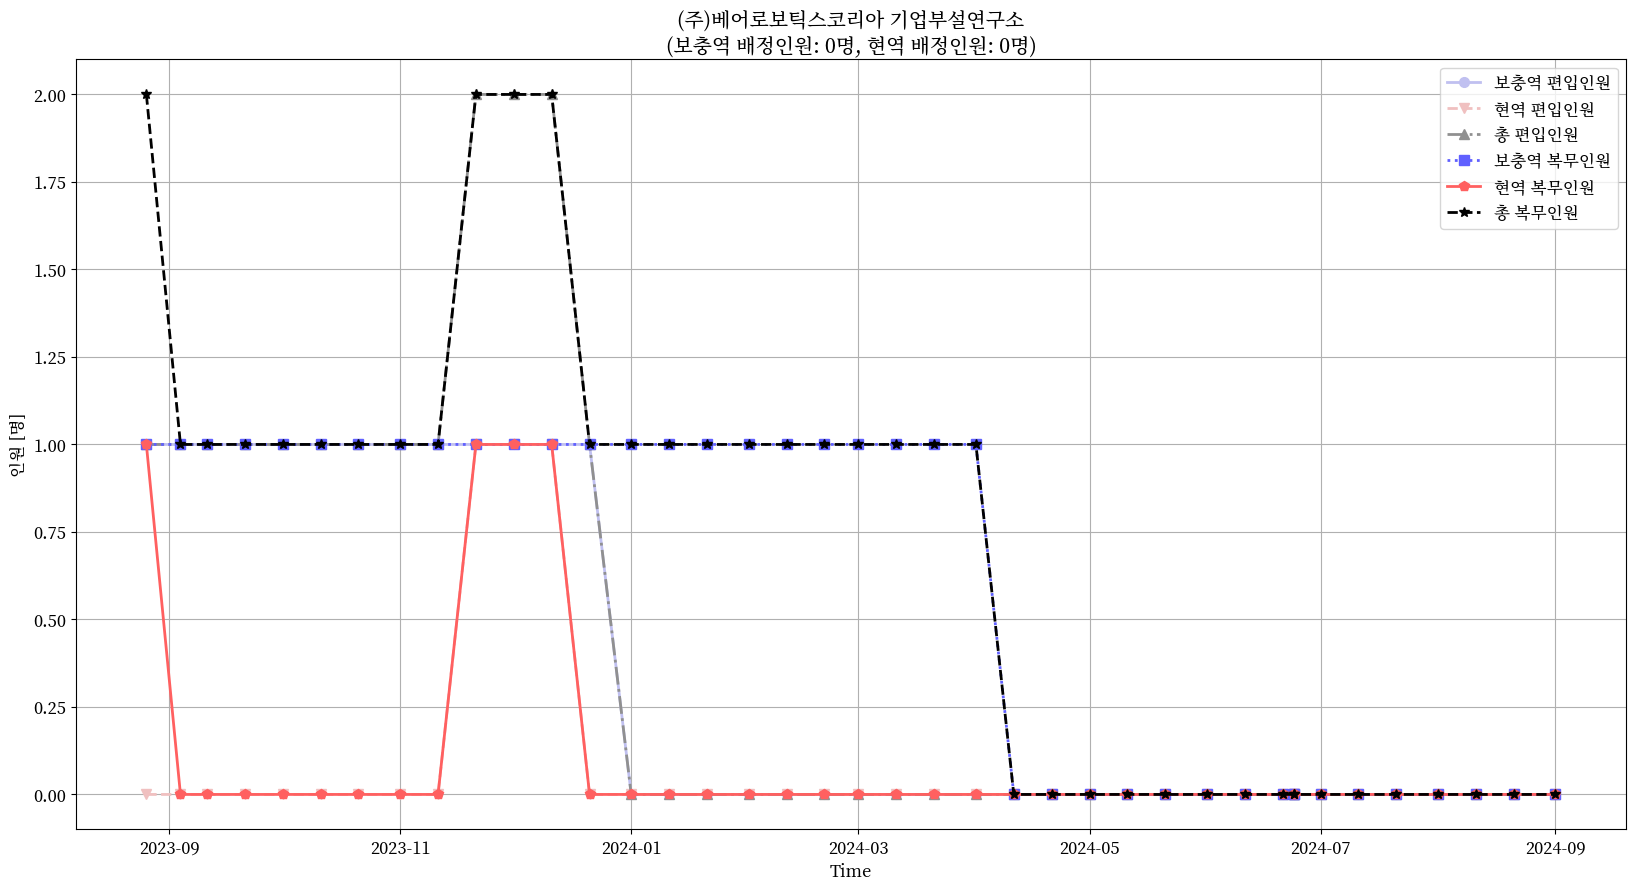 (주)베어로보틱스코리아 기업부설연구소
(보충역 배정인원: 0명, 현역 배정인원: 0명)
보충역 편입인원
현역 편입인원
총 편입인원
보충역 복무인원
현역 복무인원
총 복무인원
인원 [명]
2.00
1.75
1.50
1.25
1.00
0.75
0.50
0.25
0.00
2023-09
2023-11
2024-01
2024-03
2024-05
2024-07
2024-09
Time